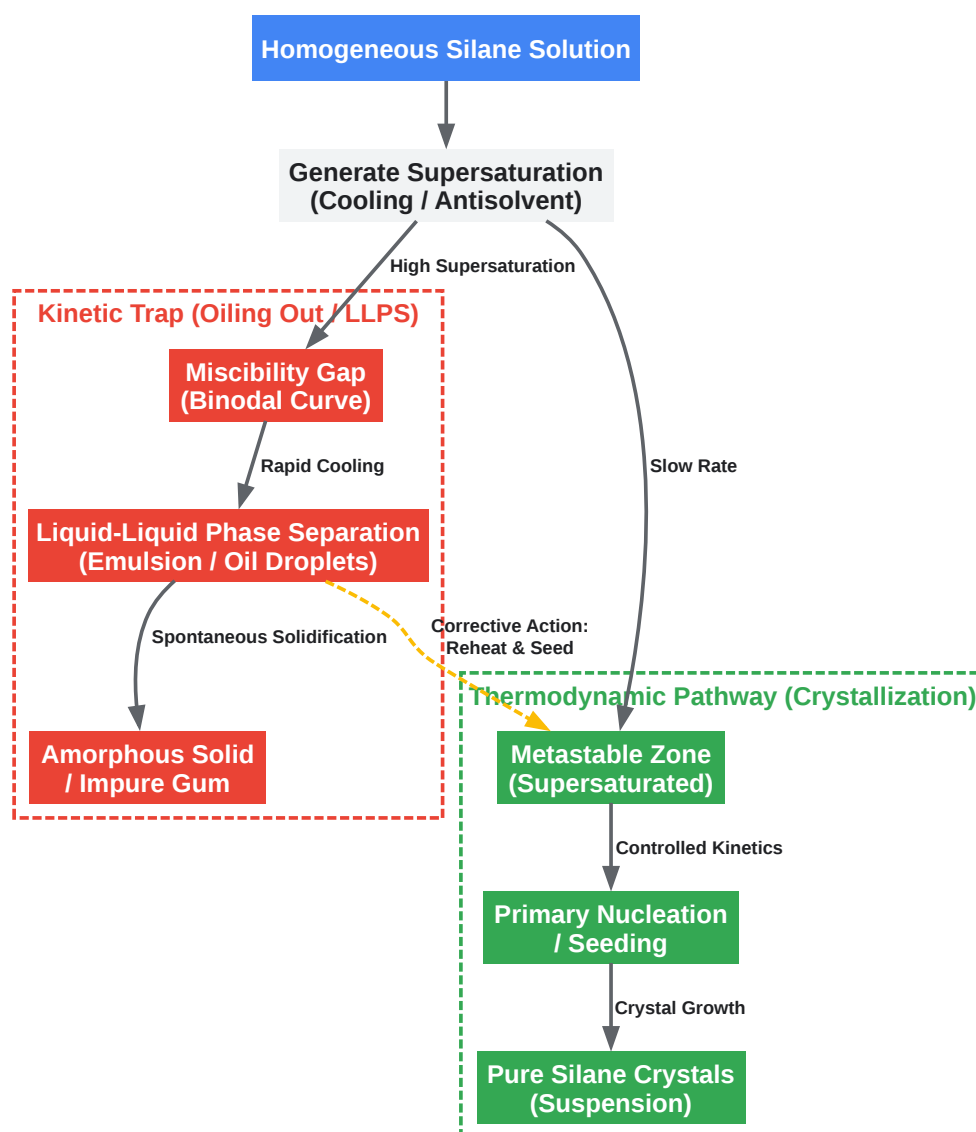 Homogeneous Silane Solution
Generate Supersaturation
(Cooling / Antisolvent)
High Supersaturation
Kinetic Trap (Oiling Out / LLPS)
Miscibility Gap
(Binodal Curve)
Rapid Cooling
Slow Rate
Liquid-Liquid Phase Separation
(Emulsion / Oil Droplets)
Spontaneous Solidification
Corrective Action:
Reheat & Seed
Thermodynamic Pathway (Crystallization)
Amorphous Solid
/ Impure Gum
Metastable Zone
(Supersaturated)
Controlled Kinetics
Primary Nucleation
/ Seeding
Crystal Growth
Pure Silane Crystals
(Suspension)